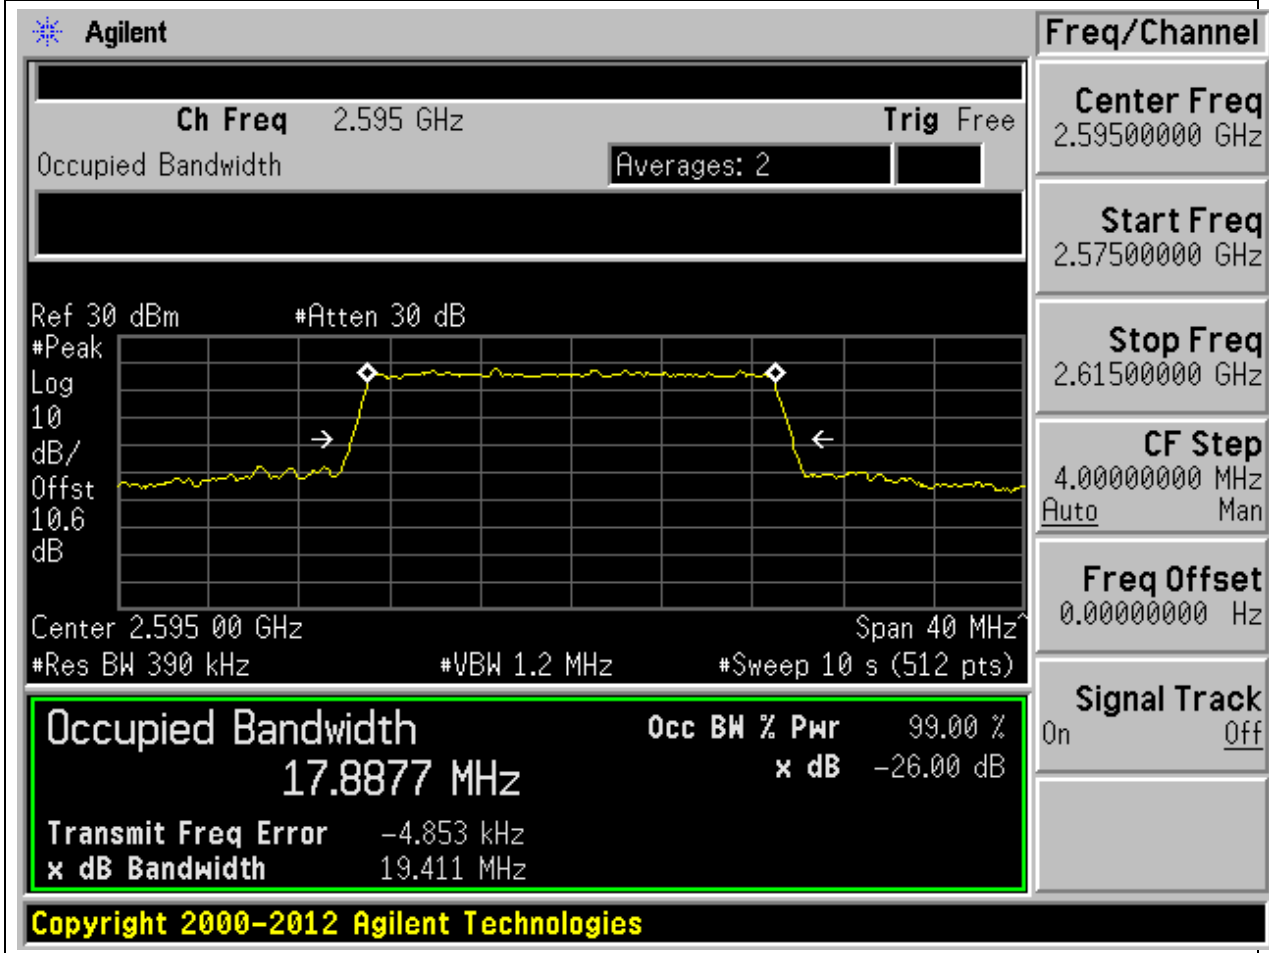 Agilent
Freq/Channel
Ch Freq 2.595 GHz Trig Free
Occupied Bandwidth Averages: 2
Center Freq
2.59500000 GHz
Start Freq
2.57500000 GHz
Stop Freq
2.61500000 GHz
CF Step
4.00000000 MHz
Auto Man
Freq Offset
0.00000000 Hz
Signal Track
On Off
Ref 30 dBm #Atten 30 dB
#Peak
Log
10
dB/
Offst
10.6
dB
Center 2.595 00 GHz Span 40 MHz^
#Res BW 390 kHz #VBW 1.2 MHz #Sweep 10 s (512 pts)
Occupied Bandwidth Occ BW % Pwr 99.00 %
17.8877 MHz x dB -26.00 dB
Transmit Freq Error -4.853 kHz
x dB Bandwidth 19.411 MHz
Copyright 2000-2012 Agilent Technologies